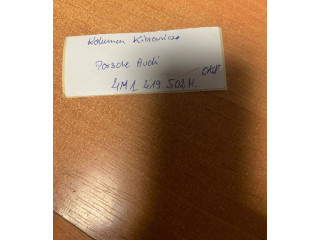 Kolumna Kierownicza
Porsche Audi
4M1 419 502 H